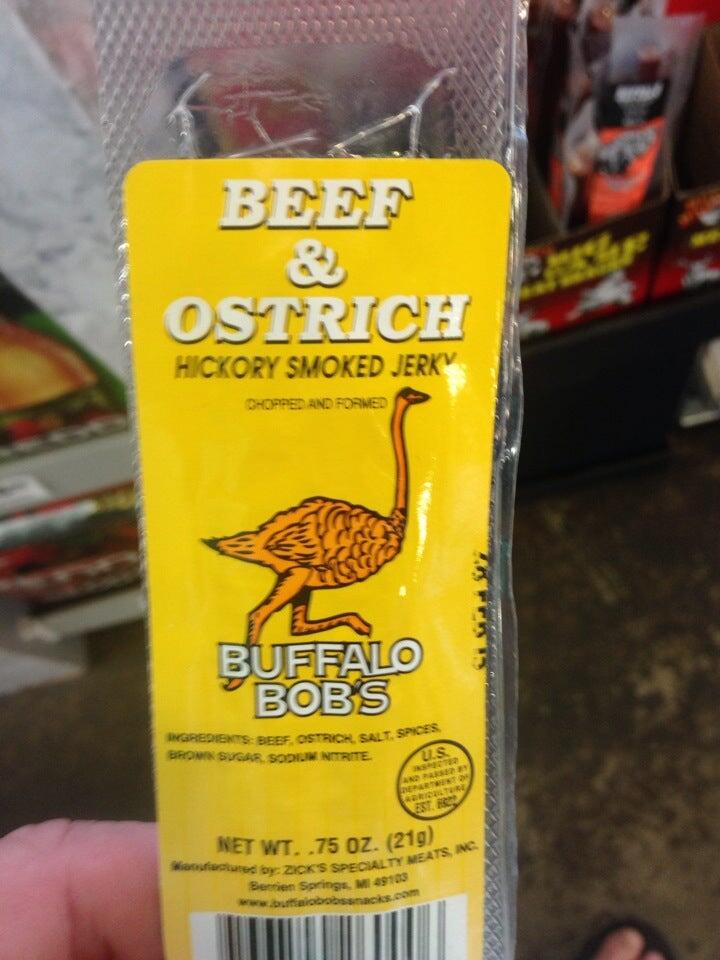 BEEF
&
OSTRICH
HICKORY SMOKED JERKY
CHOPPED AND FORMED
BUFFALO
BOB'S
INGREDIENTS: BEEF, OSTRICH, SALT, SPICES,
BROWN SUGAR, SODIUM NITRITE.
U.S.
INSPECTED
AND PASSED BY
DEPARTMENT OF
AGRICULTURE
EST. 6922
NET WT. .75 OZ. (21g)
Manufactured by: ZICK'S SPECIALTY MEATS, INC.
Berrien Springs, MI 49103
www.buffalobobssnacks.com